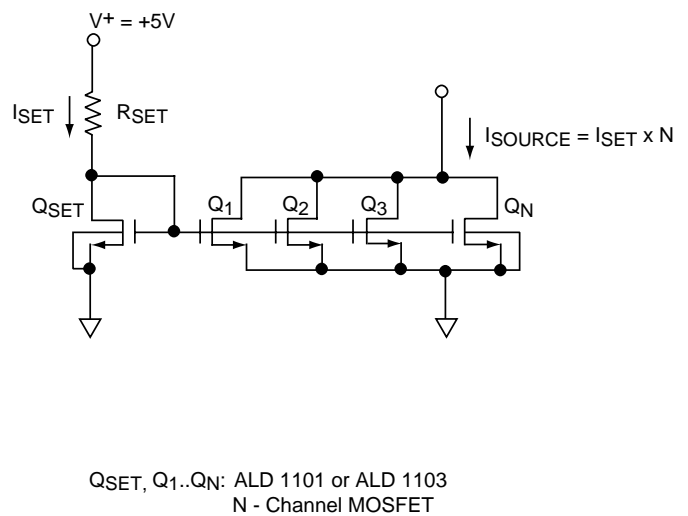 V+ = +5V
ISET
RSET
ISOURCE = ISET x N
QSET
Q1
Q2
Q3
QN
QSET, Q1..QN: ALD 1101 or ALD 1103
N - Channel MOSFET